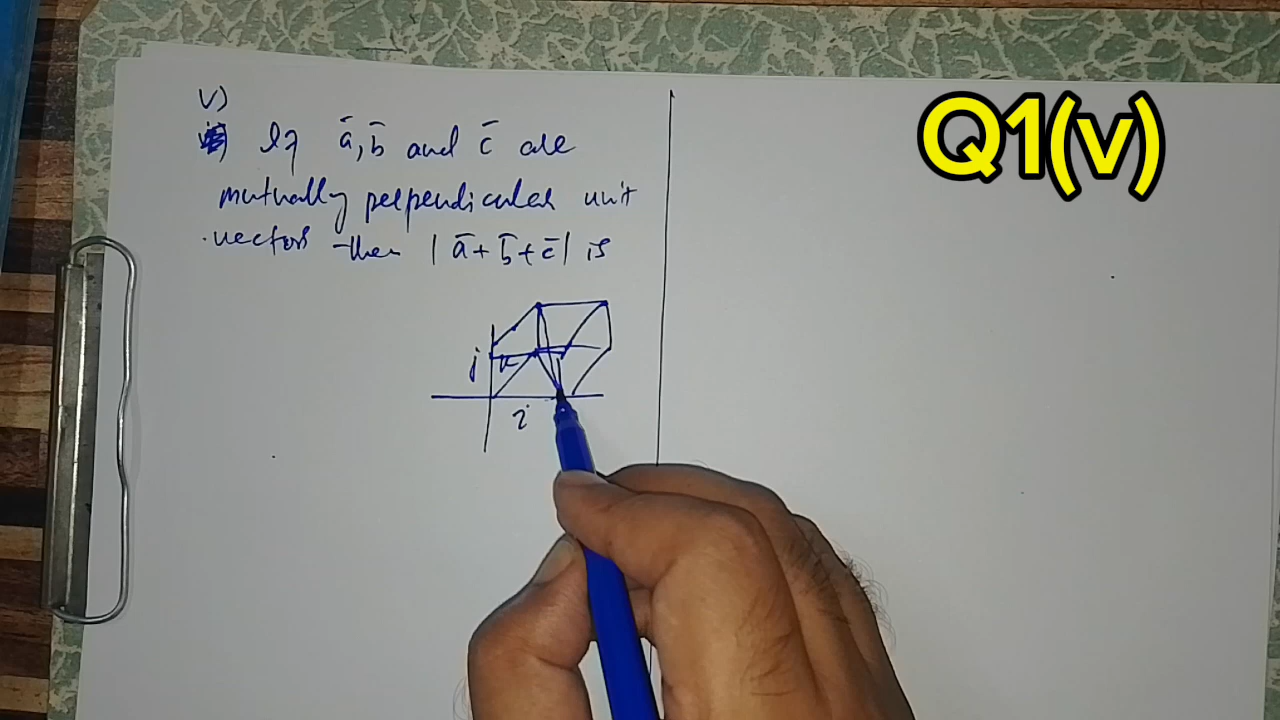 v)
If a̅, b̅ and c̅ are
mutually perpendicular unit
vectors then | a̅ + b̅ + c̅ | is
j k
i
Q1(v)